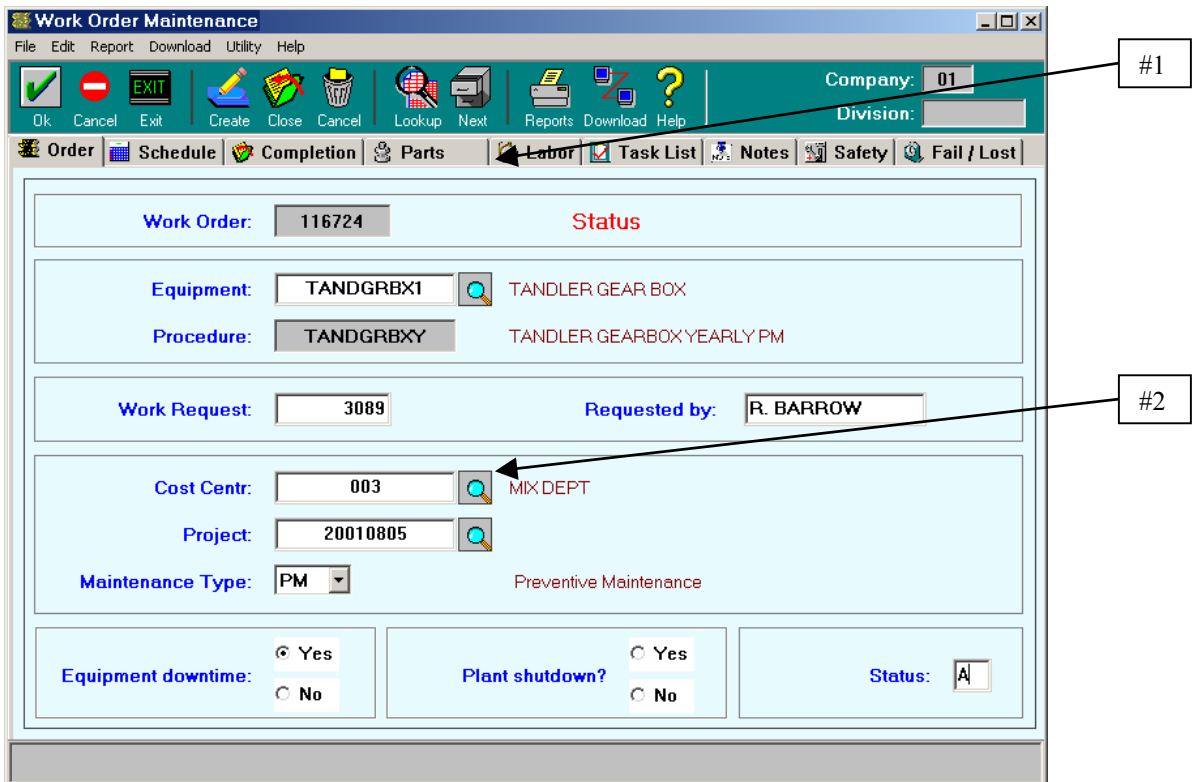 Work Order Maintenance
File Edit Report Download Utility Help
#1
Company: 01
EXIT
Ok Cancel Exit Create Close Cancel Lookup Next Reports Download Help
Division:
Order Schedule Completion Parts Labor Task List Notes Safety Fail / Lost
Work Order: 116724 Status
Equipment: TANDGRBX1 TANDLER GEAR BOX
Procedure: TANDGRBXY TANDLER GEARBOX YEARLY PM
#2
Work Request: 3089 Requested by: R. BARROW
Cost Centr: 003 MIX DEPT
Project: 20010805
Maintenance Type: PM Preventive Maintenance
Yes Yes
Equipment downtime: Plant shutdown? Status: A
No No